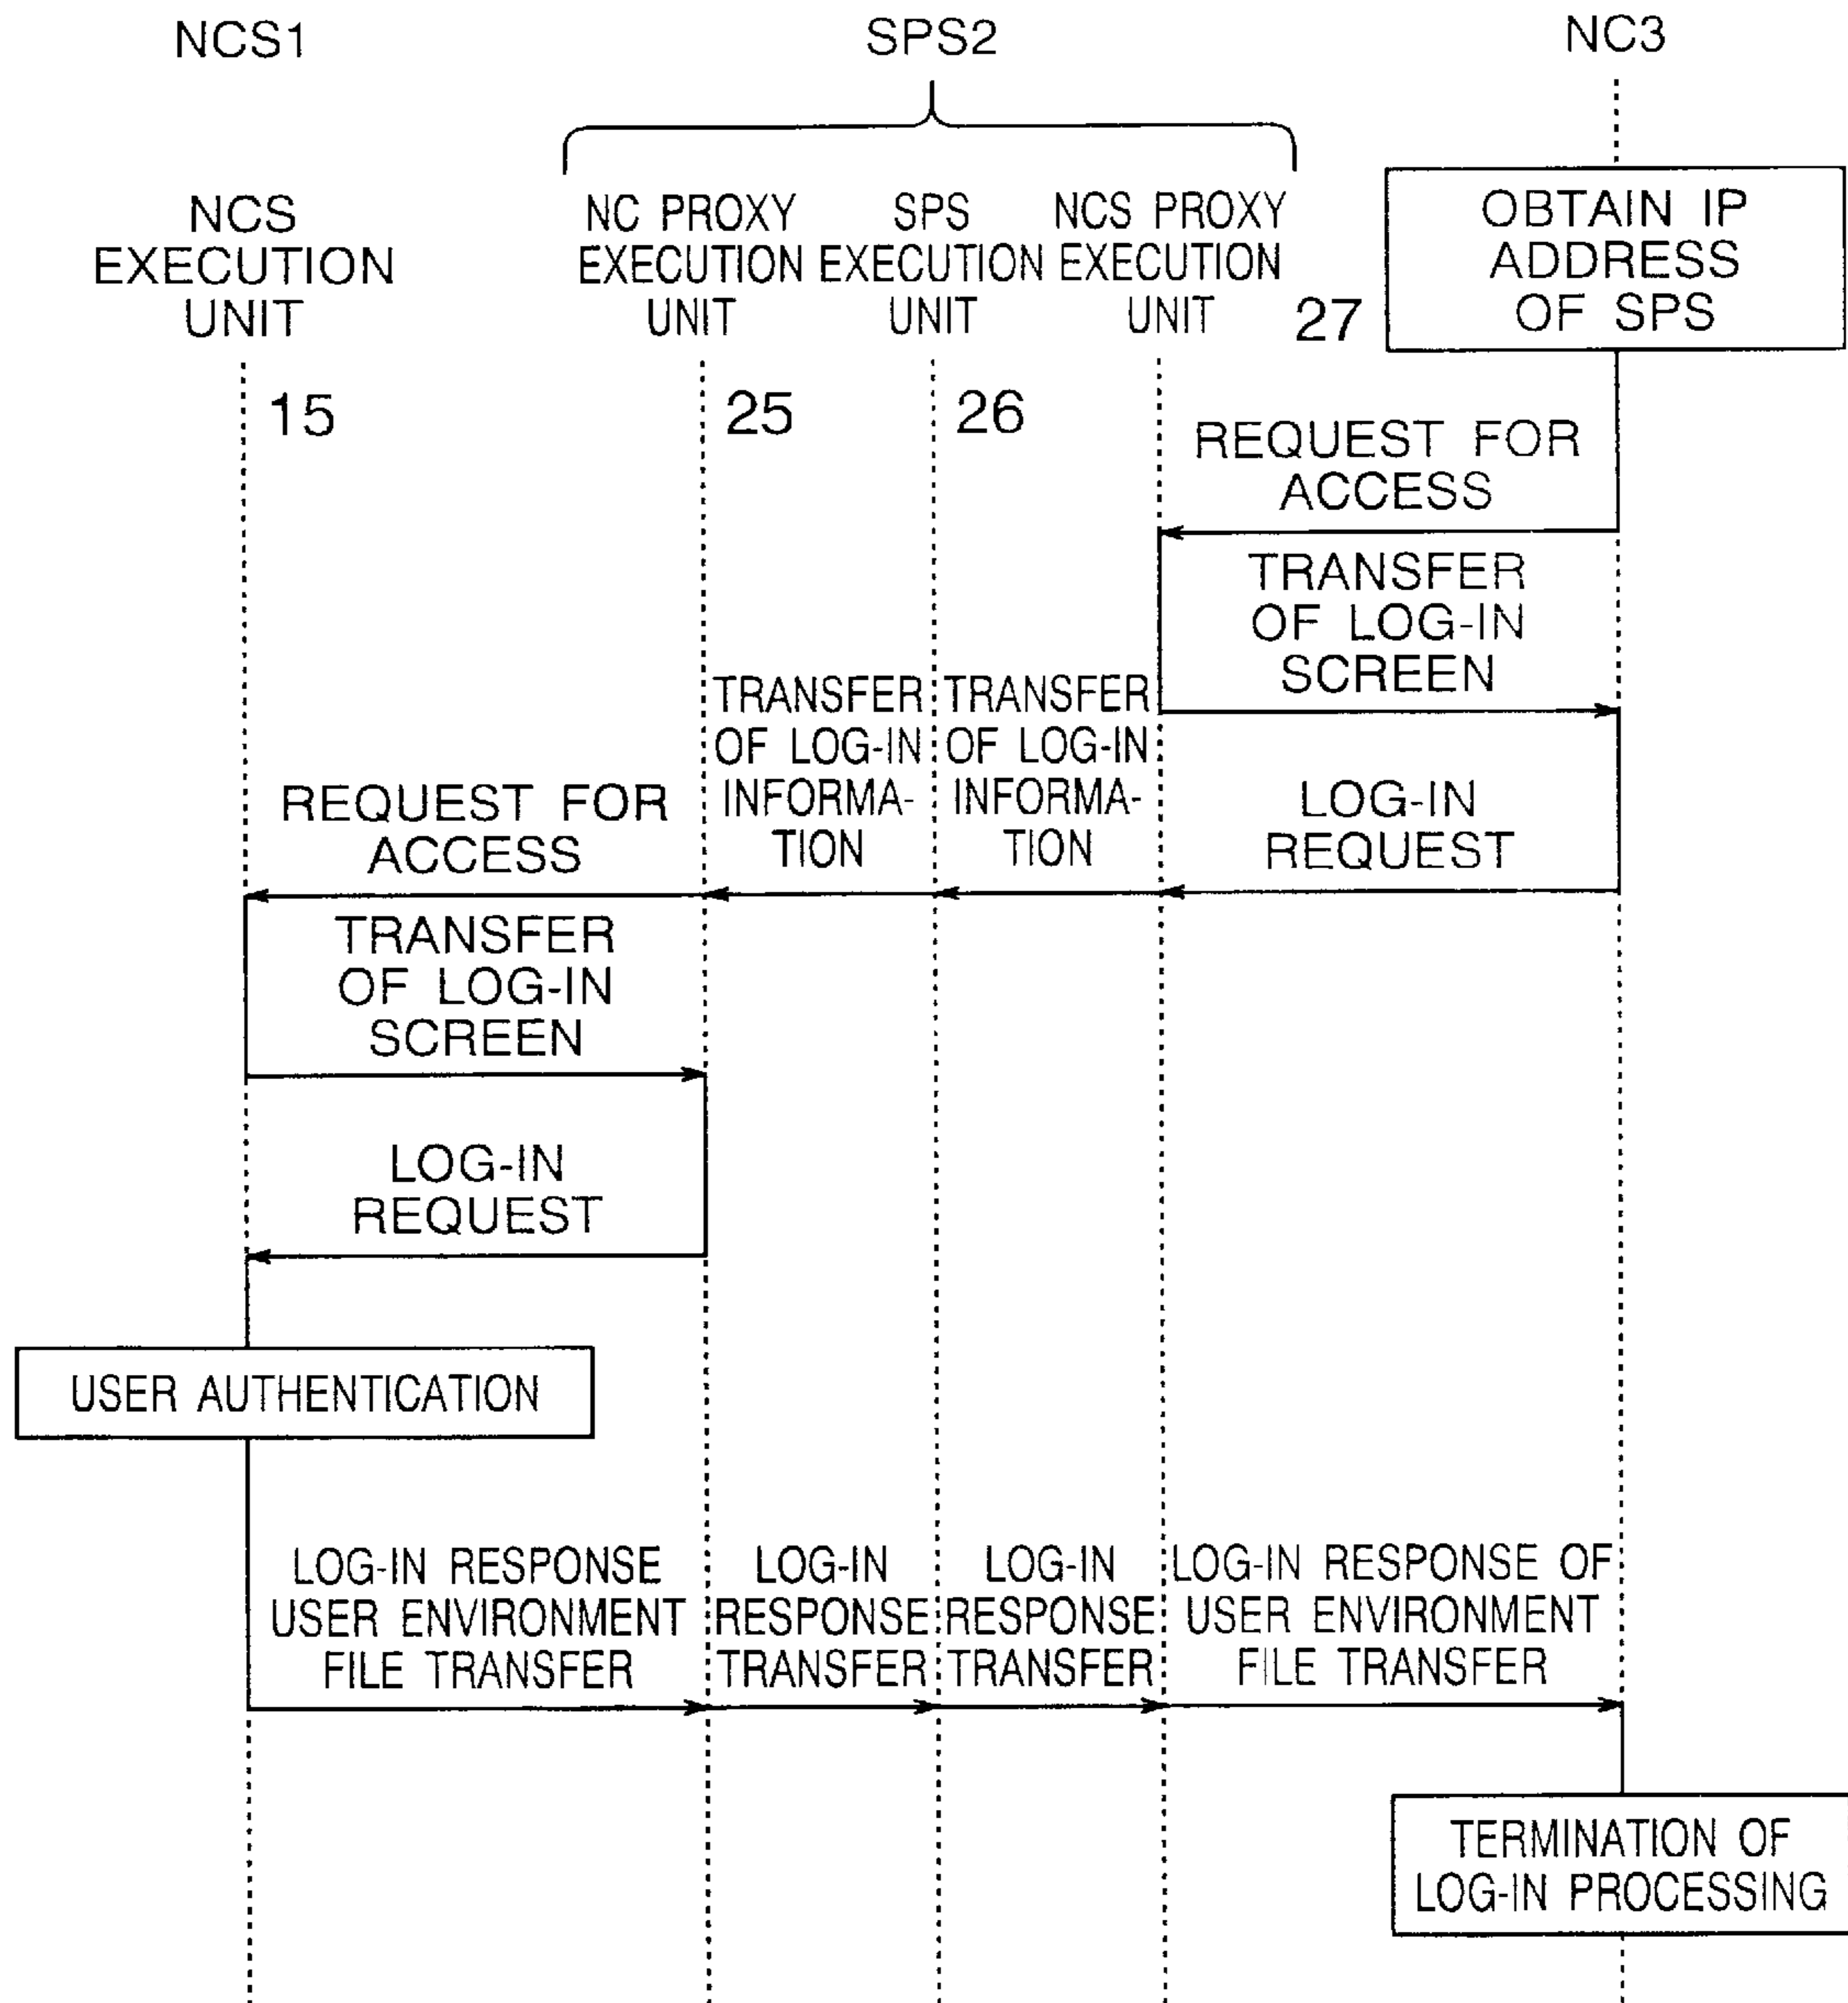 NCS1
SPS2
NC3
NCS
EXECUTION
UNIT
15
NC PROXY
EXECUTION
UNIT
25
SPS
EXECUTION
UNIT
26
NCS PROXY
EXECUTION
UNIT
27
OBTAIN IP
ADDRESS
OF SPS
REQUEST FOR
ACCESS
TRANSFER
OF LOG-IN
SCREEN
LOG-IN
REQUEST
TRANSFER
OF LOG-IN
INFORMA-
TION
TRANSFER
OF LOG-IN
INFORMA-
TION
REQUEST FOR
ACCESS
TRANSFER
OF LOG-IN
SCREEN
LOG-IN
REQUEST
USER AUTHENTICATION
LOG-IN RESPONSE
USER ENVIRONMENT
FILE TRANSFER
LOG-IN
RESPONSE
TRANSFER
LOG-IN
RESPONSE
TRANSFER
LOG-IN RESPONSE OF
USER ENVIRONMENT
FILE TRANSFER
TERMINATION OF
LOG-IN PROCESSING